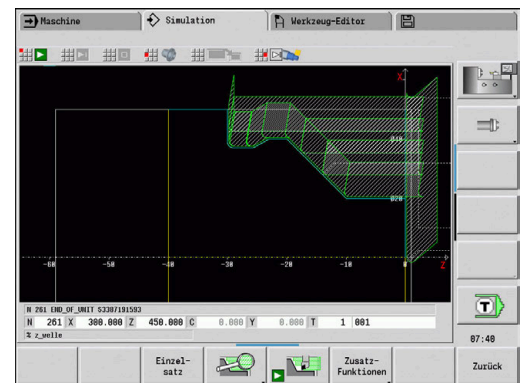 Maschine
Simulation
Werkzeug-Editor
X
Ø40
Ø20
-60 -50 -40 -30 -20 -10 0 Z
N 261 END_OF_UNIT S3307191593
N 261 X 300.000 Z 450.000 C 0.000 Y 0.000 T 1 001
% z_welle
T
07:40
Einzel-
satz
Zusatz-
Funktionen
Zurück